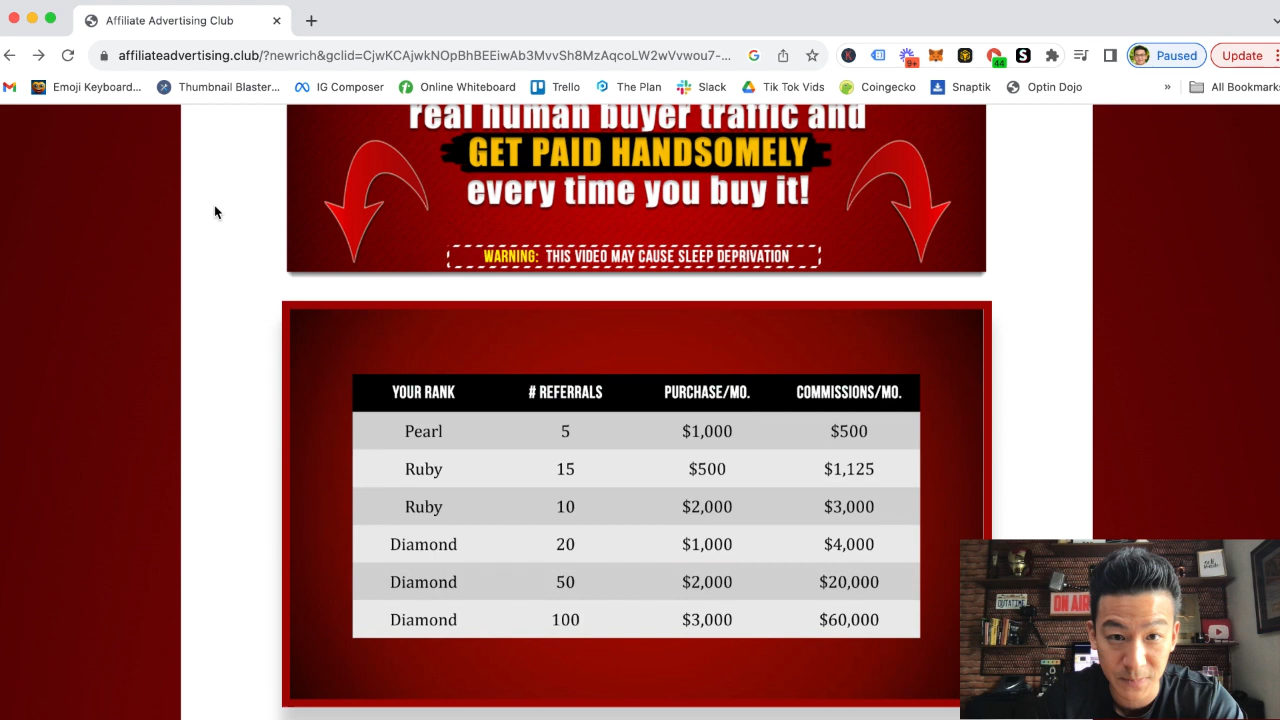 Affiliate Advertising Club
affiliateadvertising.club/?newrich&gclid=CjwKCAjwkNOpBhBEEiwAb3MvvSh8MzAqcoLW2wVvwou7-...
9+
44
S
Paused
Update
Emoji Keyboard...
Thumbnail Blaster...
IG Composer
Online Whiteboard
Trello
The Plan
Slack
Tik Tok Vids
Coingecko
Snaptik
Optin Dojo
»
All Bookmarks
real human buyer traffic and
GET PAID HANDSOMELY
every time you buy it!
WARNING: THIS VIDEO MAY CAUSE SLEEP DEPRIVATION
YOUR RANK # REFERRALS PURCHASE/MO. COMMISSIONS/MO.
Pearl 5 $1,000 $500
Ruby 15 $500 $1,125
Ruby 10 $2,000 $3,000
Diamond 20 $1,000 $4,000
Diamond 50 $2,000 $20,000
Diamond 100 $3,000 $60,000
OUTATIME
ON AIR